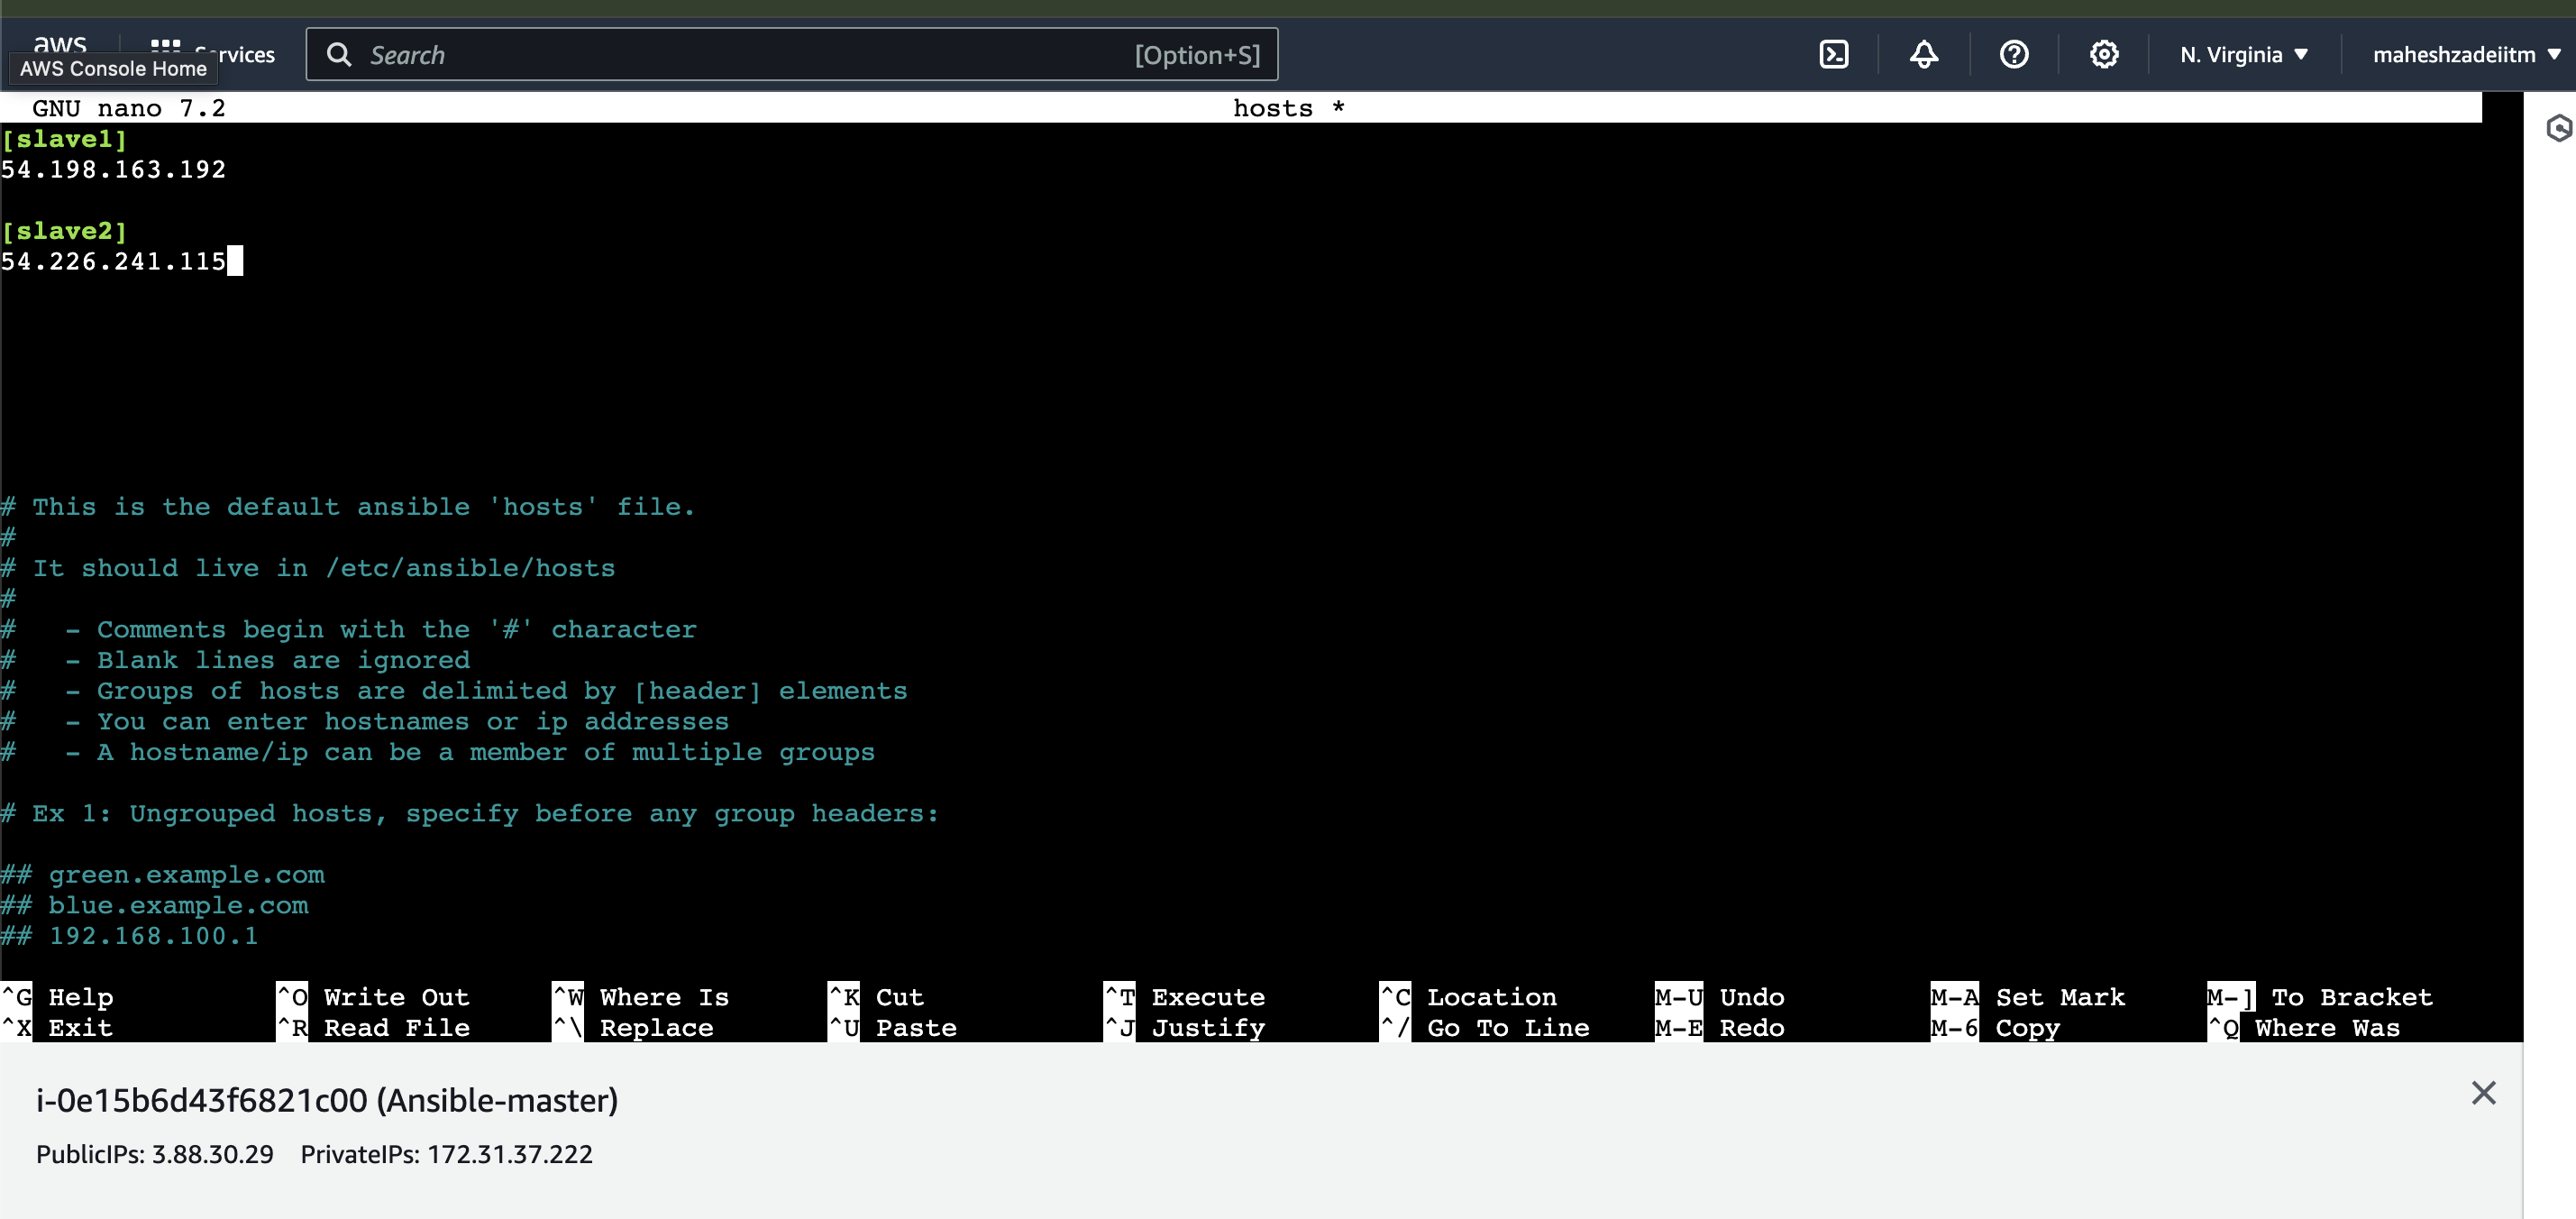 aws
Services
Search
[Option+S]
N. Virginia
maheshzadeiitm
AWS Console Home
GNU nano 7.2
hosts *
[slave1]
54.198.163.192
[slave2]
54.226.241.115
# This is the default ansible 'hosts' file.
#
# It should live in /etc/ansible/hosts
#
#   - Comments begin with the '#' character
#   - Blank lines are ignored
#   - Groups of hosts are delimited by [header] elements
#   - You can enter hostnames or ip addresses
#   - A hostname/ip can be a member of multiple groups
# Ex 1: Ungrouped hosts, specify before any group headers:
## green.example.com
## blue.example.com
## 192.168.100.1
^G Help ^O Write Out ^W Where Is ^K Cut ^T Execute ^C Location M-U Undo M-A Set Mark M-] To Bracket
^X Exit ^R Read File ^\ Replace ^U Paste ^J Justify ^/ Go To Line M-E Redo M-6 Copy ^Q Where Was
i-0e15b6d43f6821c00 (Ansible-master)
PublicIPs: 3.88.30.29 PrivateIPs: 172.31.37.222